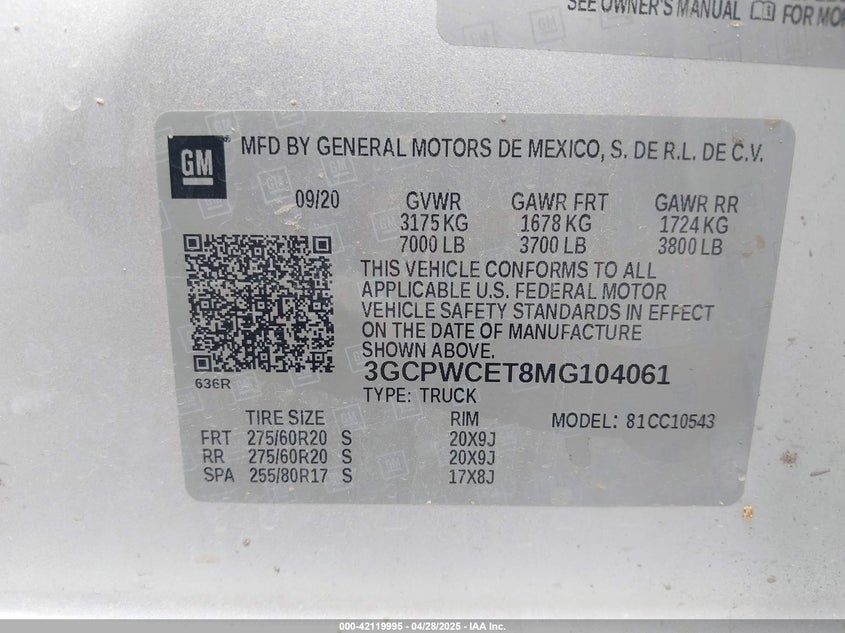 SEE OWNER'S MANUAL FOR MOR
GM MFD BY GENERAL MOTORS DE MEXICO, S. DE R.L. DE C.V.
09/20 GVWR GAWR FRT GAWR RR
3175 KG 1678 KG 1724 KG
7000 LB 3700 LB 3800 LB
THIS VEHICLE CONFORMS TO ALL
APPLICABLE U.S. FEDERAL MOTOR
VEHICLE SAFETY STANDARDS IN EFFECT
ON THE DATE OF MANUFACTURE
SHOWN ABOVE.
3GCPWCET8MG104061
636R
TYPE: TRUCK
TIRE SIZE RIM MODEL: 81CC10543
FRT 275/60R20 S 20X9J
RR 275/60R20 S 20X9J
SPA 255/80R17 S 17X8J
000-42119995 - 04/28/2025 - IAA Inc.